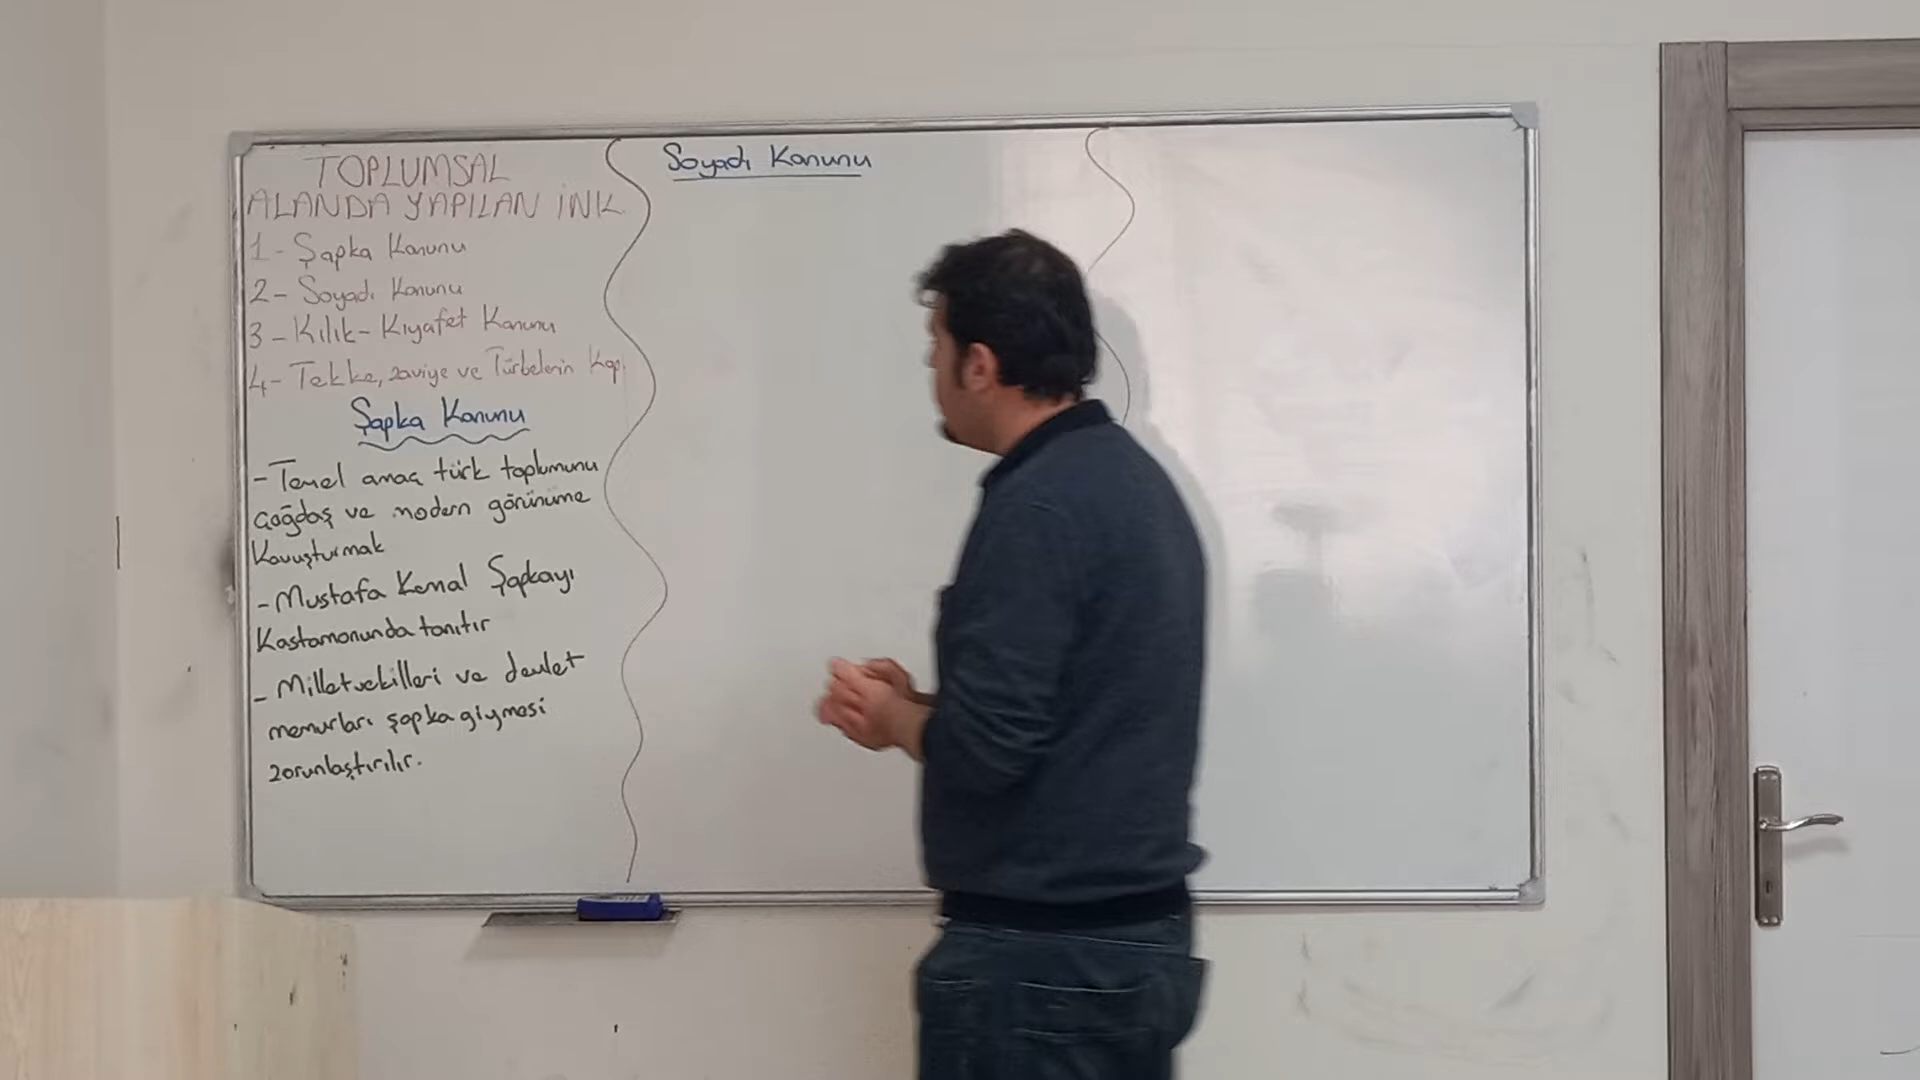 TOPLUMSAL
ALANDA YAPILAN İNK.
1- Şapka Kanunu
2- Soyadı Kanunu
3- Kılık-Kıyafet Kanunu
4- Tekke, zaviye ve Türbelerin Kap.
Şapka Kanunu
- Temel amaç türk toplumunu
çağdaş ve modern görünüme
Kavuşturmak
- Mustafa Kemal Şapkayı
Kastamonunda tanıtır
- Milletvekilleri ve devlet
memurları şapka giymesi
zorunlaştırılır.
Soyadı Kanunu